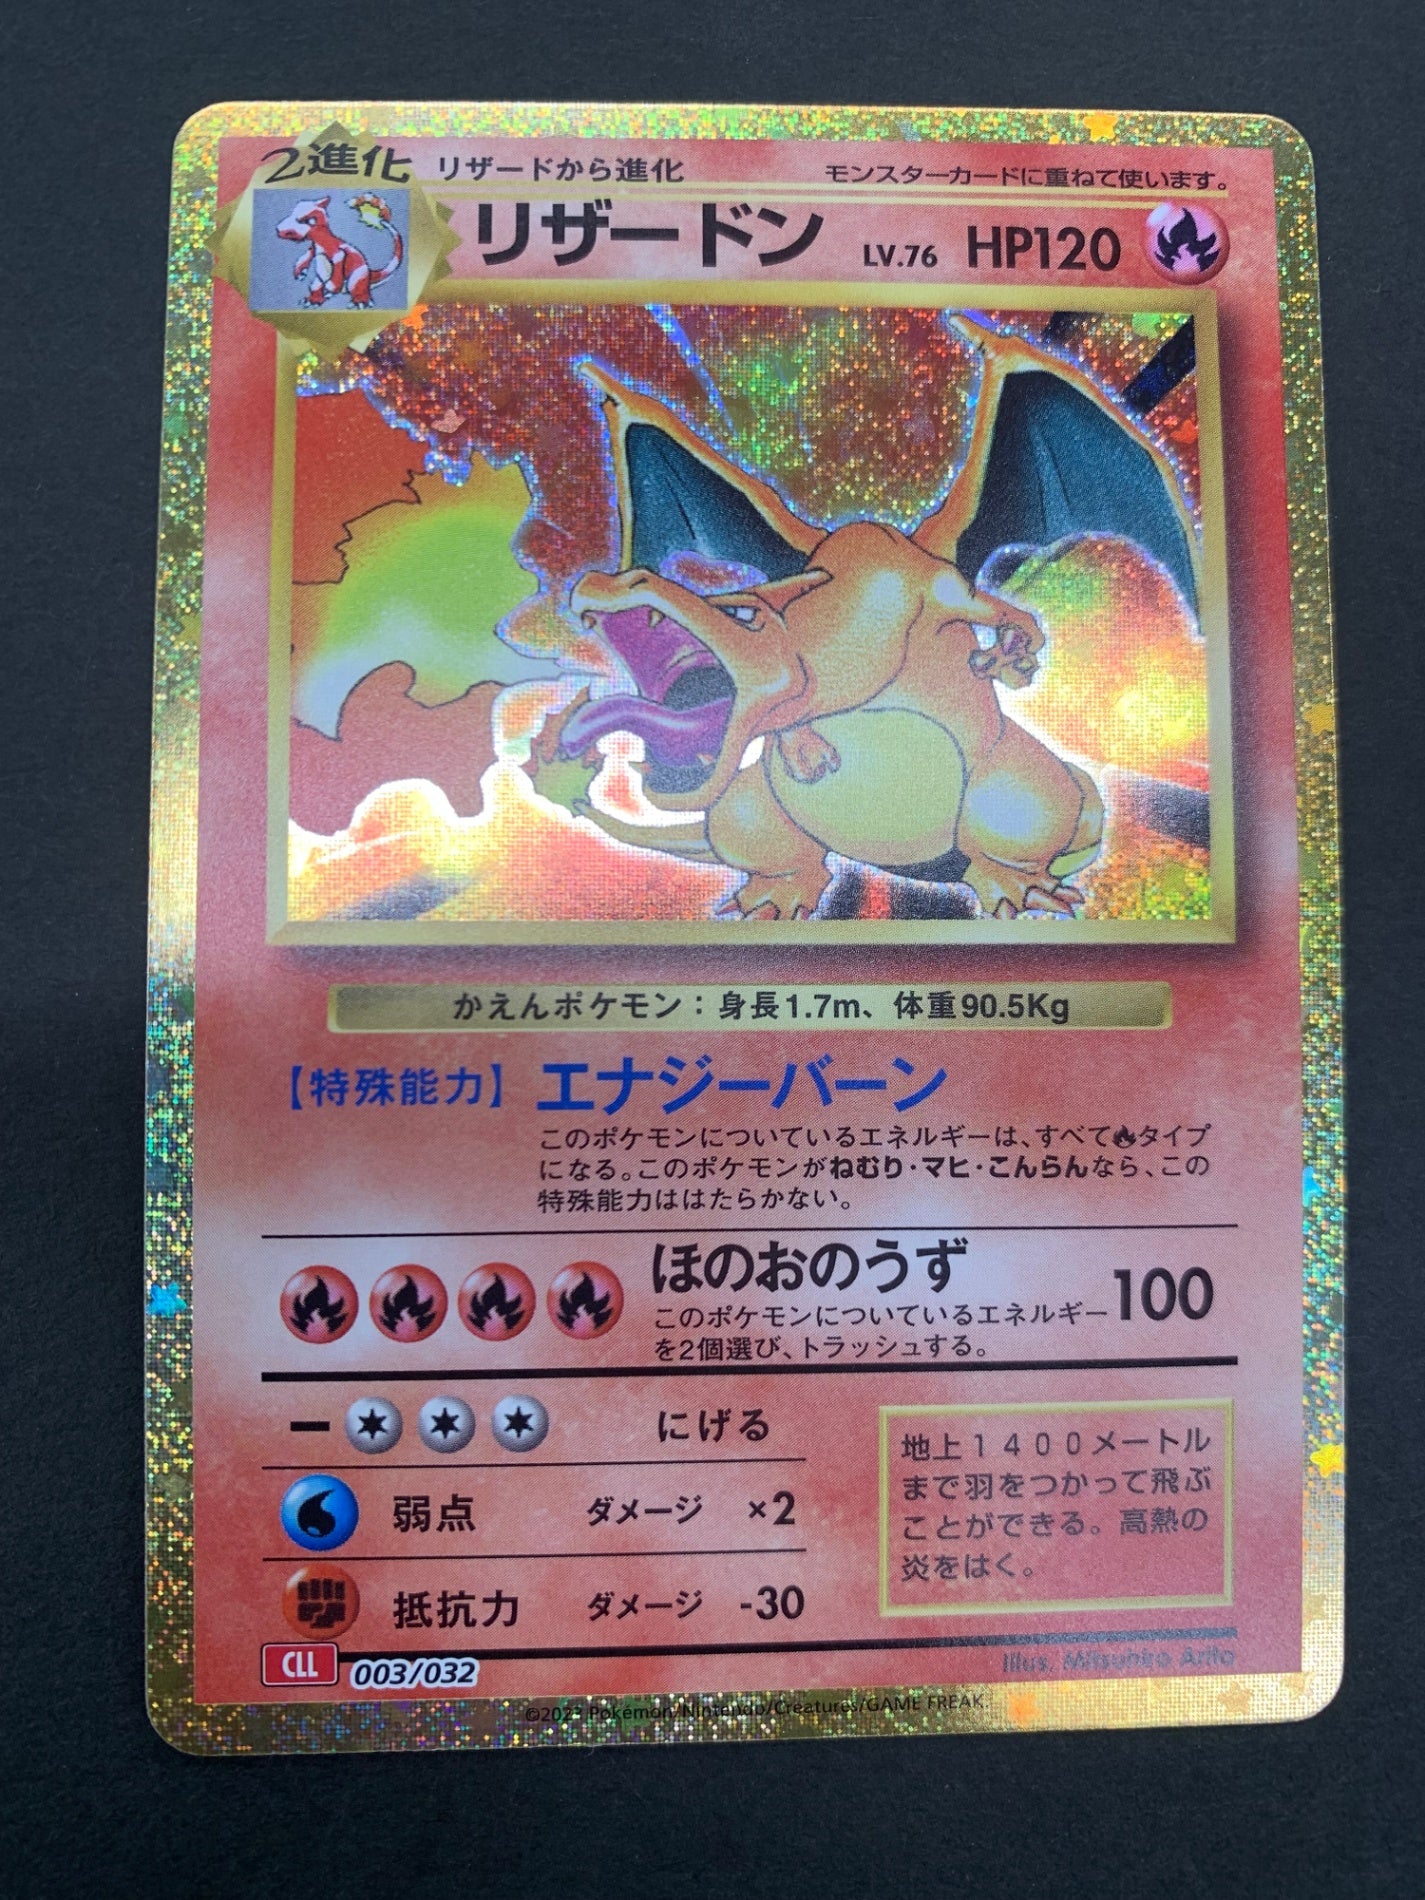 2進化 リザードから進化 モンスターカードに重ねて使います。
リザードン LV.76 HP120
かえんポケモン：身長1.7m、体重90.5Kg
【特殊能力】エナジーバーン
このポケモンについているエネルギーは、すべてタイプ
になる。このポケモンがねむり・マヒ・こんらんなら、この
特殊能力ははたらかない。
ほのおのうず 100
このポケモンについているエネルギー
を2個選び、トラッシュする。
ー にげる
弱点 ダメージ ×2
抵抗力 ダメージ -30
地上1400メートル
まで羽をつかって飛ぶ
ことができる。高熱の
炎をはく。
CLL 003/032
Illus. Mitsuhiro Arita
©2023 Pokémon/Nintendo/Creatures/GAME FREAK.